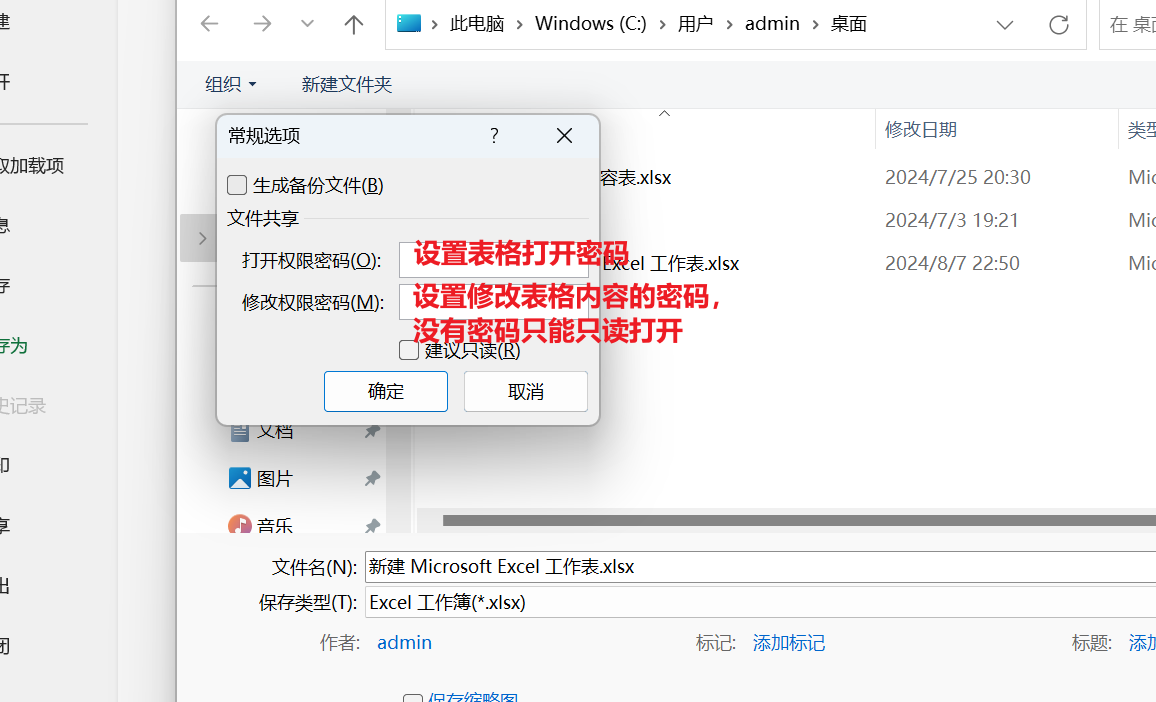 此电脑 > Windows (C:) > 用户 > admin > 桌面
在 桌面
组织 新建文件夹
常规选项 ?
修改日期 类型
取加载项
生成备份文件(B)
容表.xlsx 2024/7/25 20:30 Mic
文件共享
2024/7/3 19:21 Mic
打开权限密码(O): 设置表格打开密码
Excel 工作表.xlsx 2024/8/7 22:50 Mic
修改权限密码(M): 设置修改表格内容的密码，
没有密码只能只读打开
建议只读(R)
存为
确定 取消
史记录
文档
图片
音乐
文件名(N): 新建 Microsoft Excel 工作表.xlsx
保存类型(T): Excel 工作簿(*.xlsx)
作者: admin 标记: 添加标记 标题: 添加
保存缩略图